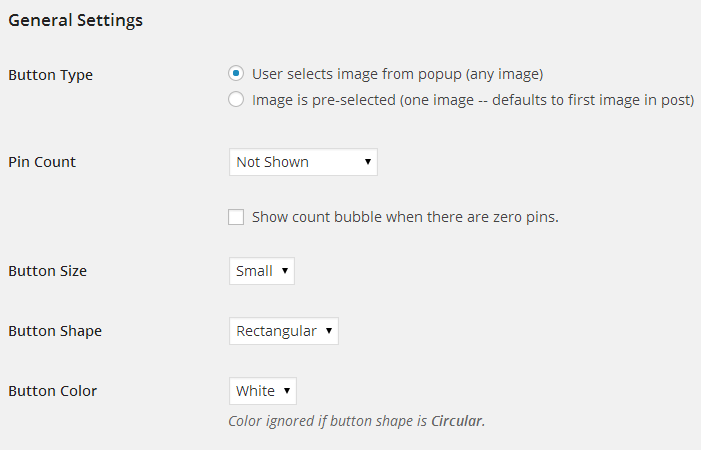 General Settings
Button Type
User selects image from popup (any image)
Image is pre-selected (one image -- defaults to first image in post)
Pin Count
Not Shown
Show count bubble when there are zero pins.
Button Size
Small
Button Shape
Rectangular
Button Color
White
Color ignored if button shape is Circular.